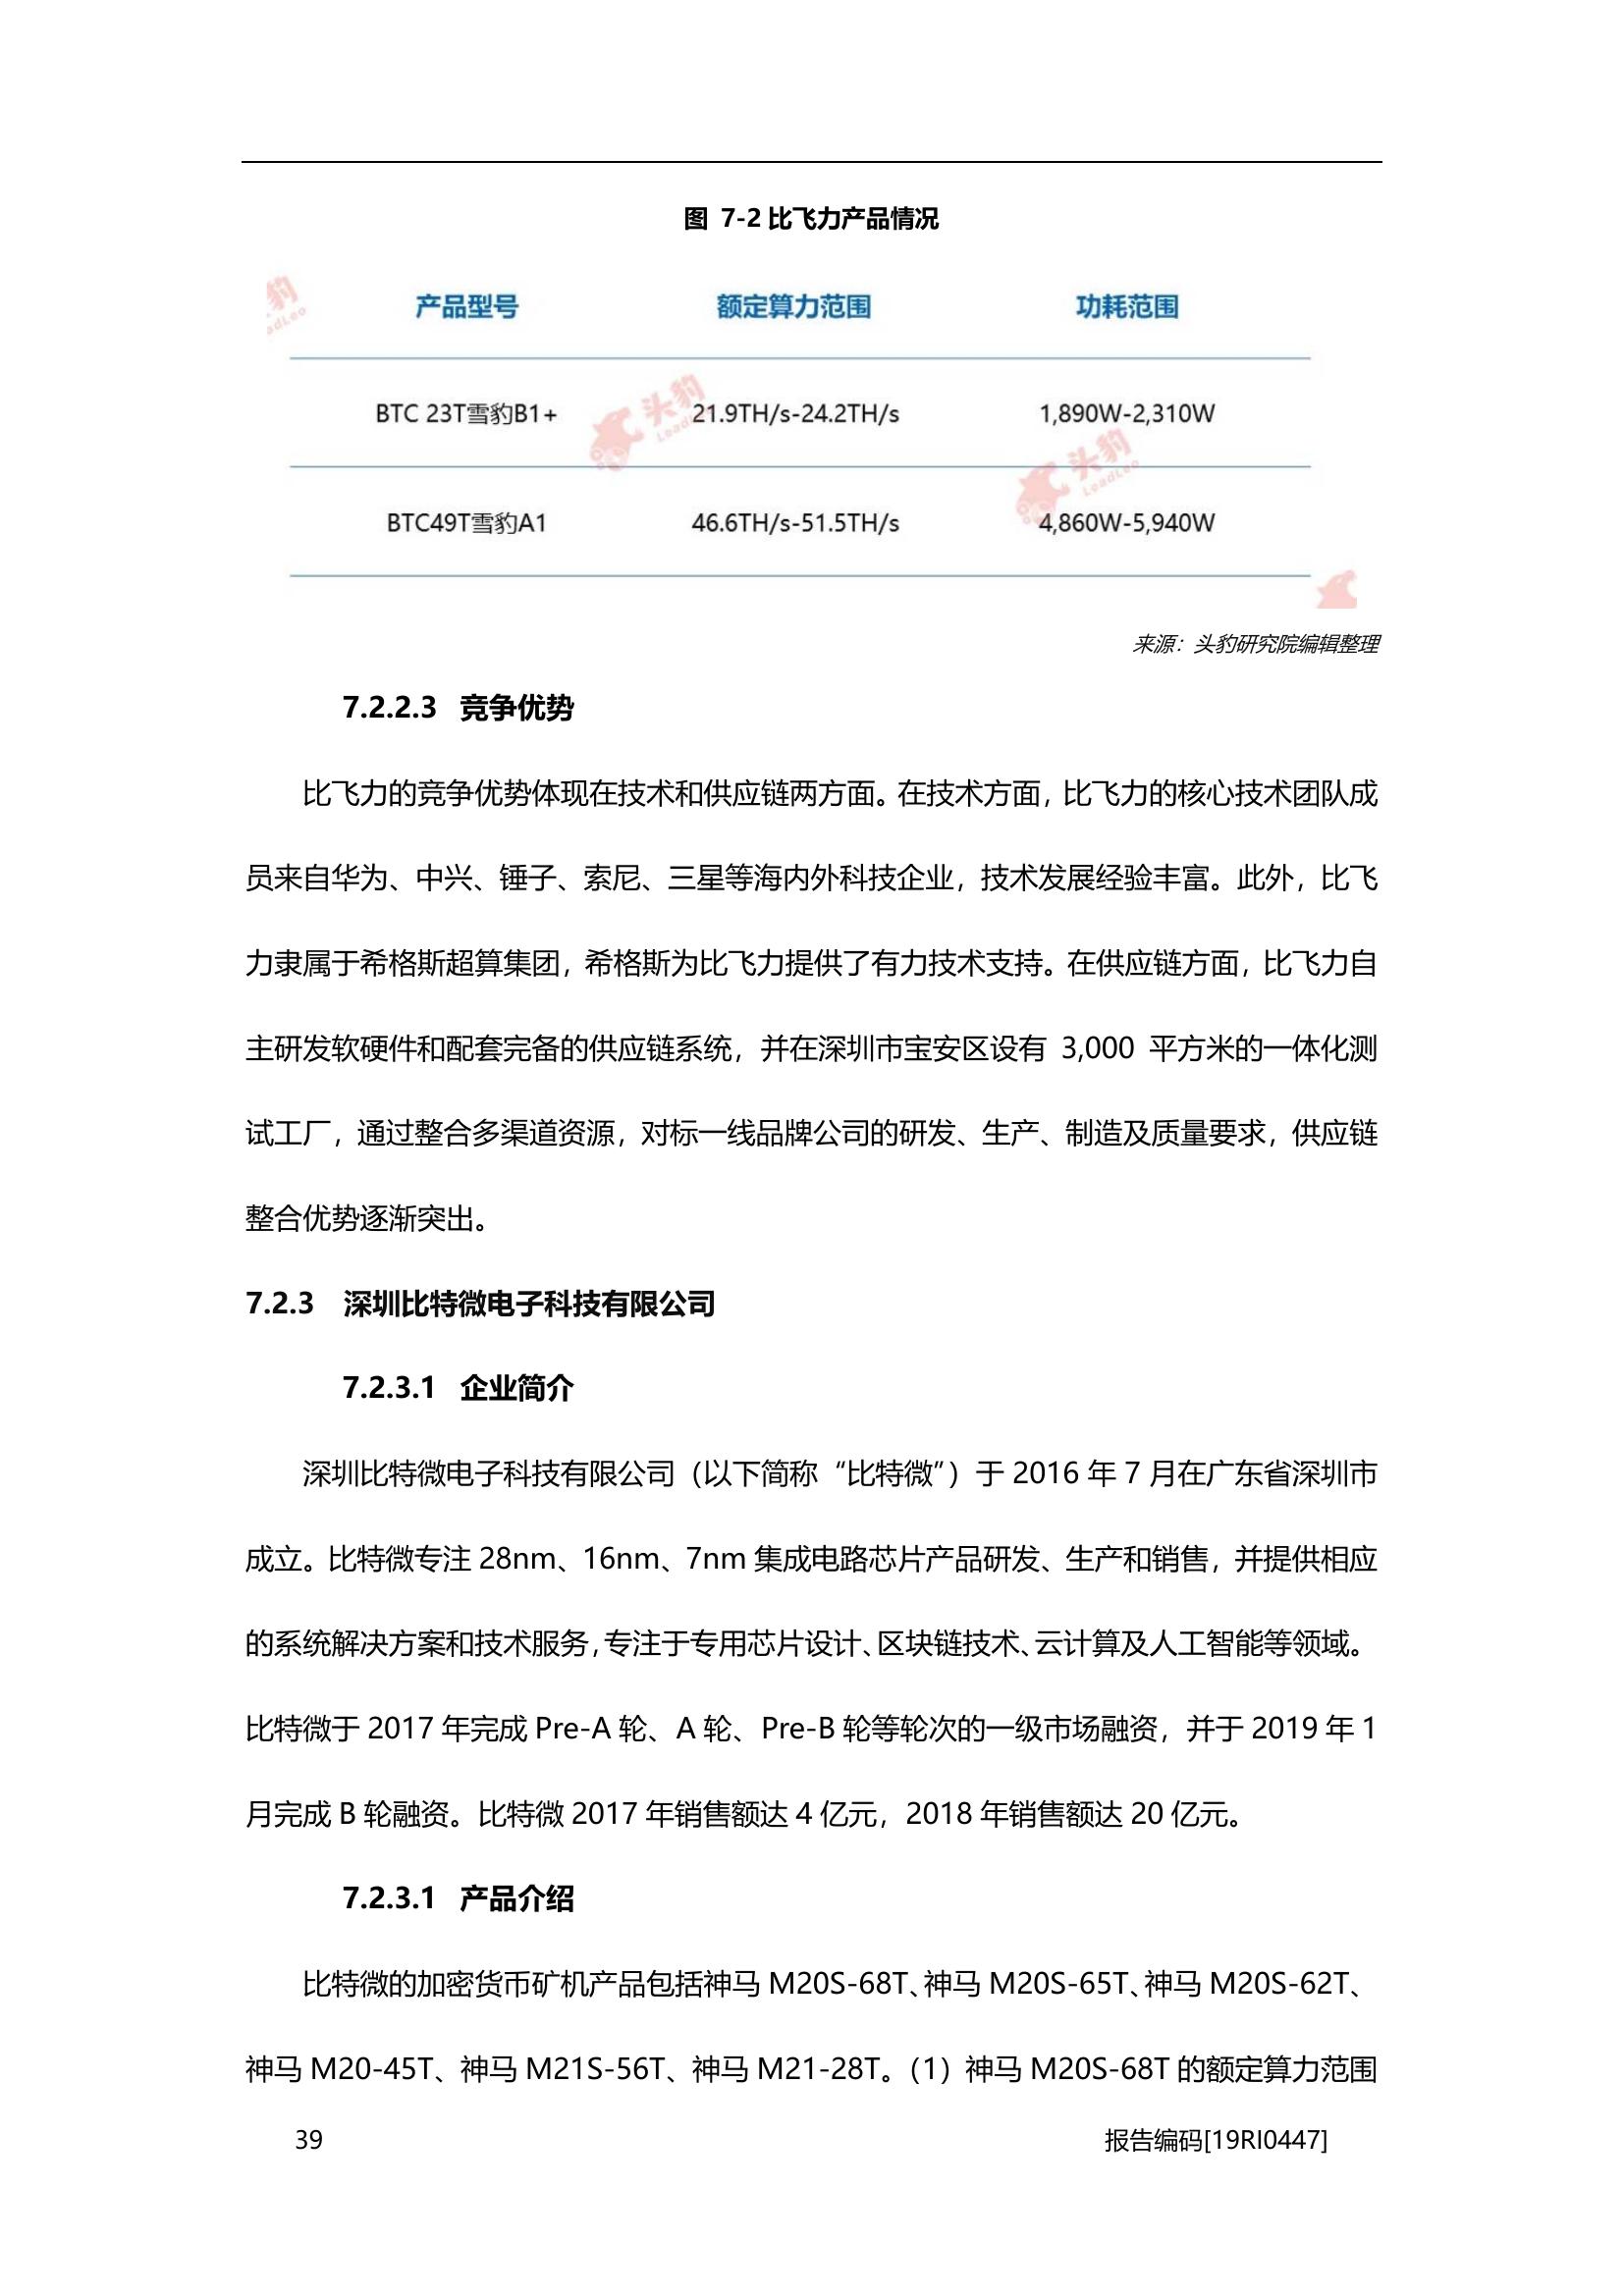 图 7-2 比飞力产品情况
产品型号 额定算力范围 功耗范围
BTC 23T雪豹B1+ 21.9TH/s-24.2TH/s 1,890W-2,310W
BTC49T雪豹A1 46.6TH/s-51.5TH/s 4,860W-5,940W
头豹
LeadLeo
头豹
LeadLeo
来源：头豹研究院编辑整理
7.2.2.3 竞争优势
比飞力的竞争优势体现在技术和供应链两方面。在技术方面，比飞力的核心技术团队成
员来自华为、中兴、锤子、索尼、三星等海内外科技企业，技术发展经验丰富。此外，比飞
力隶属于希格斯超算集团，希格斯为比飞力提供了有力技术支持。在供应链方面，比飞力自
主研发软硬件和配套完备的供应链系统，并在深圳市宝安区设有 3,000 平方米的一体化测
试工厂，通过整合多渠道资源，对标一线品牌公司的研发、生产、制造及质量要求，供应链
整合优势逐渐突出。
7.2.3 深圳比特微电子科技有限公司
7.2.3.1 企业简介
深圳比特微电子科技有限公司（以下简称“比特微”）于 2016 年 7 月在广东省深圳市
成立。比特微专注 28nm、16nm、7nm 集成电路芯片产品研发、生产和销售，并提供相应
的系统解决方案和技术服务，专注于专用芯片设计、区块链技术、云计算及人工智能等领域。
比特微于 2017 年完成 Pre-A 轮、A 轮、Pre-B 轮等轮次的一级市场融资，并于 2019 年 1
月完成 B 轮融资。比特微 2017 年销售额达 4 亿元，2018 年销售额达 20 亿元。
7.2.3.1 产品介绍
比特微的加密货币矿机产品包括神马 M20S-68T、神马 M20S-65T、神马 M20S-62T、
神马 M20-45T、神马 M21S-56T、神马 M21-28T。（1）神马 M20S-68T 的额定算力范围
39 报告编码[19RI0447]